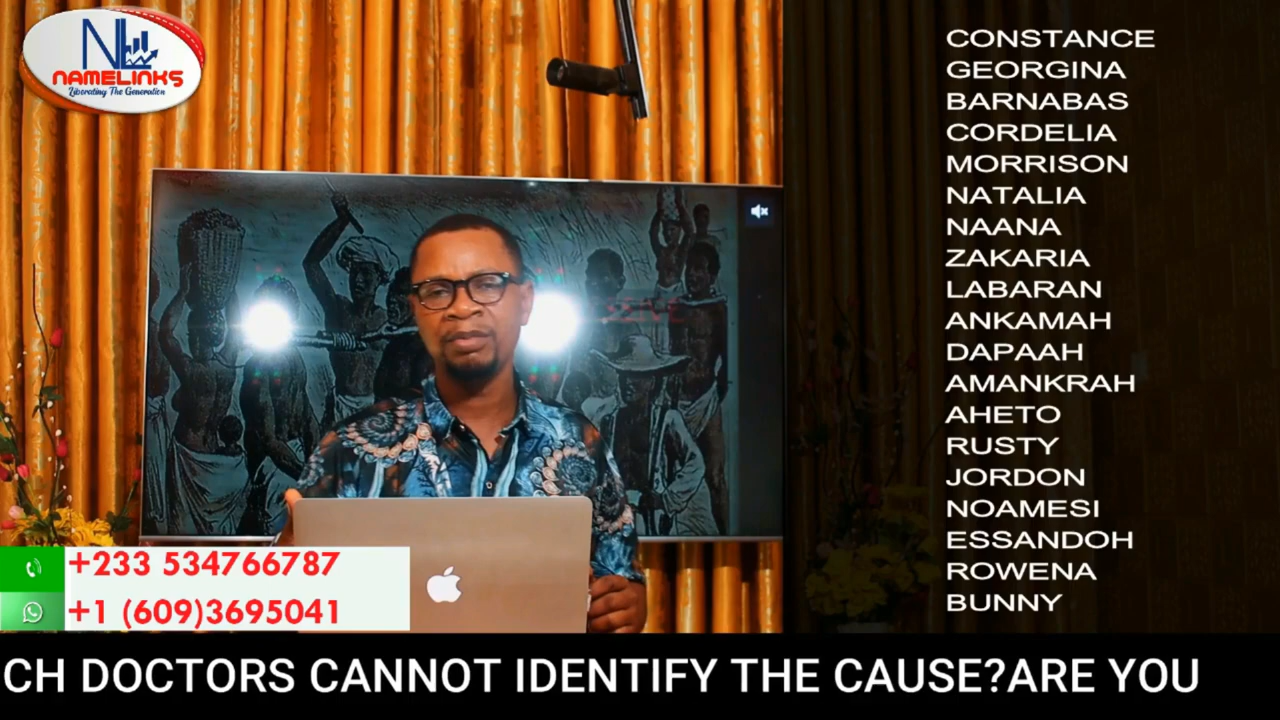 NL
NAMELINKS
Liberating The Generation
CONSTANCE
GEORGINA
BARNABAS
CORDELIA
MORRISON
NATALIA
NAANA
ZAKARIA
LABARAN
ANKAMAH
DAPAAH
AMANKRAH
AHETO
RUSTY
JORDON
NOAMESI
ESSANDOH
ROWENA
BUNNY
+233 534766787
+1 (609)3695041
CH DOCTORS CANNOT IDENTIFY THE CAUSE?ARE YOU